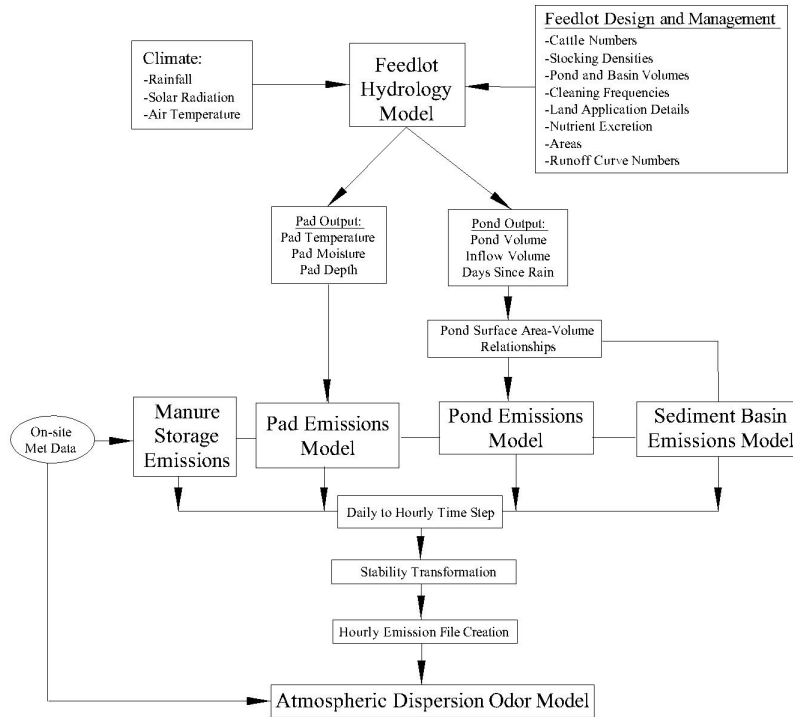 Climate:
-Rainfall
-Solar Radiation
-Air Temperature
Feedlot
Hydrology
Model
Feedlot Design and Management
-Cattle Numbers
-Stocking Densities
-Pond and Basin Volumes
-Cleaning Frequencies
-Land Application Details
-Nutrient Excretion
-Areas
-Runoff Curve Numbers
Pad Output:
Pad Temperature
Pad Moisture
Pad Depth
Pond Output:
Pond Volume
Inflow Volume
Days Since Rain
Pond Surface Area-Volume
Relationships
On-site
Met Data
Manure
Storage
Emissions
Pad Emissions
Model
Pond Emissions
Model
Sediment Basin
Emissions Model
Daily to Hourly Time Step
Stability Transformation
Hourly Emission File Creation
Atmospheric Dispersion Odor Model